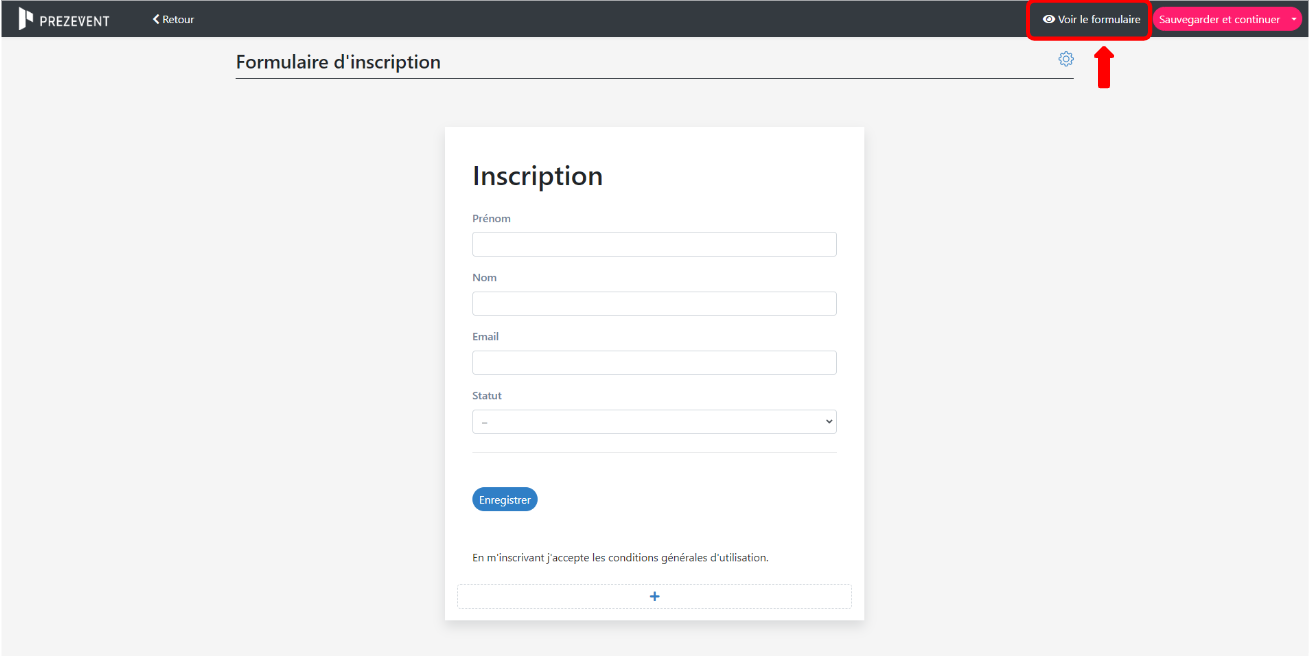 PREZEVENT
Retour
Voir le formulaire
Sauvegarder et continuer
Formulaire d'inscription
Inscription
Prénom
Nom
Email
Statut
--
Enregistrer
En m'inscrivant j'accepte les conditions générales d'utilisation.
+